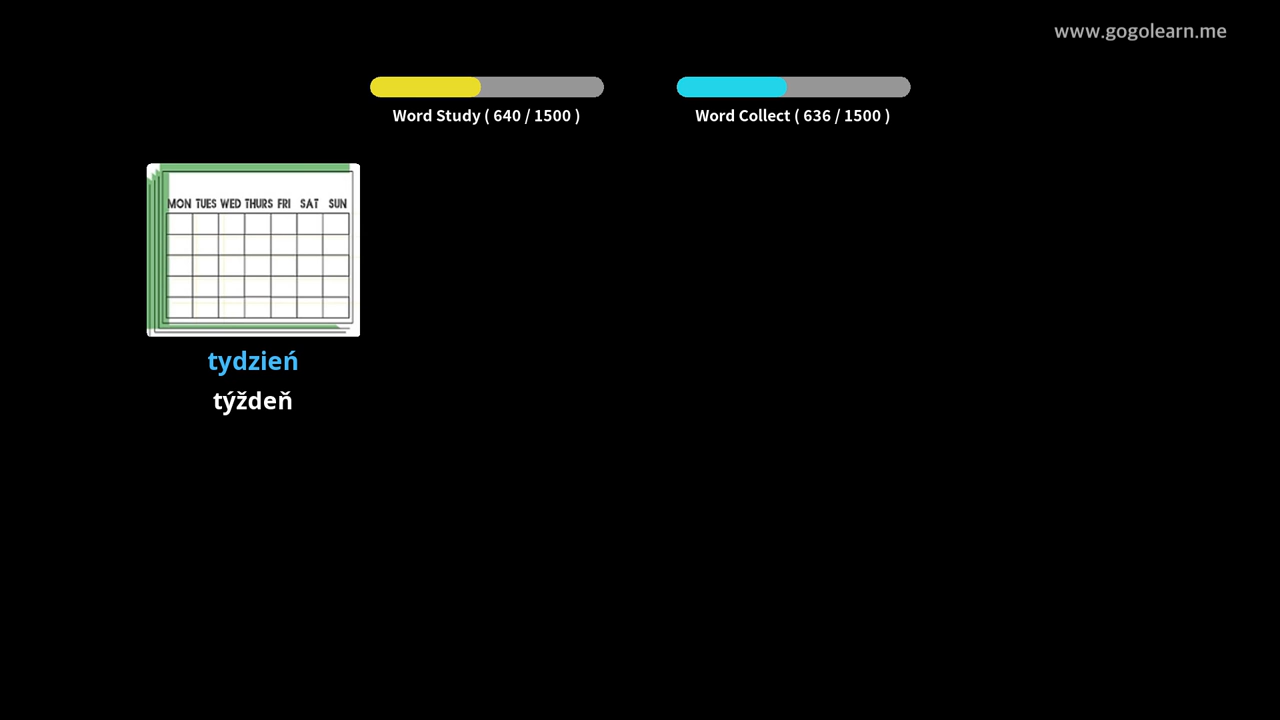 www.gogolearn.me
Word Study ( 640 / 1500 )
Word Collect ( 636 / 1500 )
MON TUES WED THURS FRI SAT SUN
tydzień
týždeň